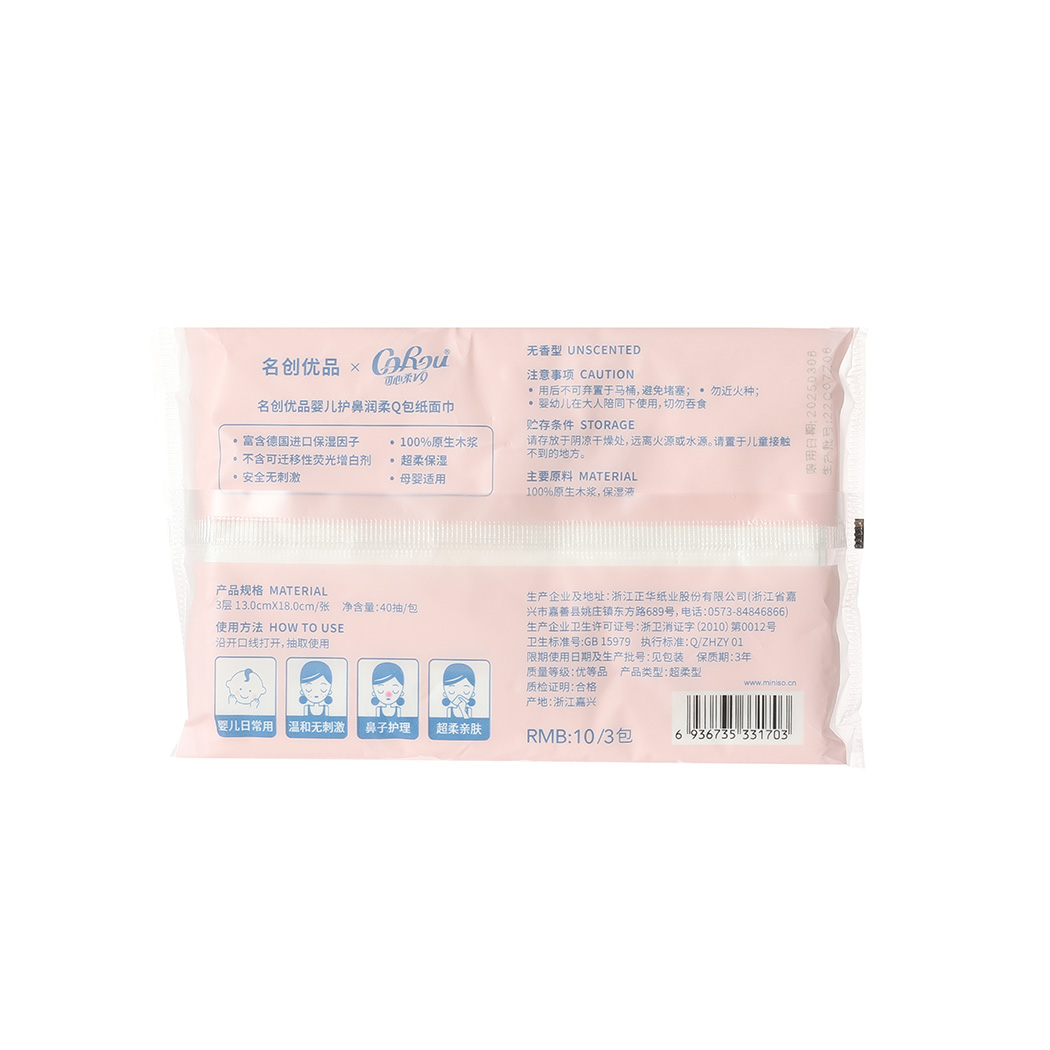 名创优品 × CoRou®
可心柔V9
名创优品婴儿护鼻润柔Q包纸面巾
• 富含德国进口保湿因子 • 100%原生木浆
• 不含可迁移性荧光增白剂 • 超柔保湿
• 安全无刺激 • 母婴适用
无香型 UNSCENTED
注意事项 CAUTION
• 用后不可弃置于马桶,避免堵塞; • 勿近火种;
• 婴幼儿在大人陪同下使用,切勿吞食
贮存条件 STORAGE
请存放于阴凉干燥处,远离火源或水源。请置于儿童接触
不到的地方。
主要原料 MATERIAL
100%原生木浆,保湿液
限用日期:20250306
生产批号:
产品规格 MATERIAL
3层 13.0cmX18.0cm/张 净含量:40抽/包
使用方法 HOW TO USE
沿开口线打开,抽取使用
婴儿日常用
温和无刺激
鼻子护理
超柔亲肤
生产企业及地址:浙江正华纸业股份有限公司(浙江省嘉
兴市嘉善县姚庄镇东方路689号,电话:0573-84846866)
生产企业卫生许可证号:浙卫消证字(2010)第0012号
卫生标准号:GB 15979 执行标准:Q/ZHZY 01
限期使用日期及生产批号:见包装 保质期:3年
质量等级:优等品 产品类型:超柔型
质检证明:合格
产地:浙江嘉兴
RMB:10/3包
www.miniso.cn
6 936735 331703